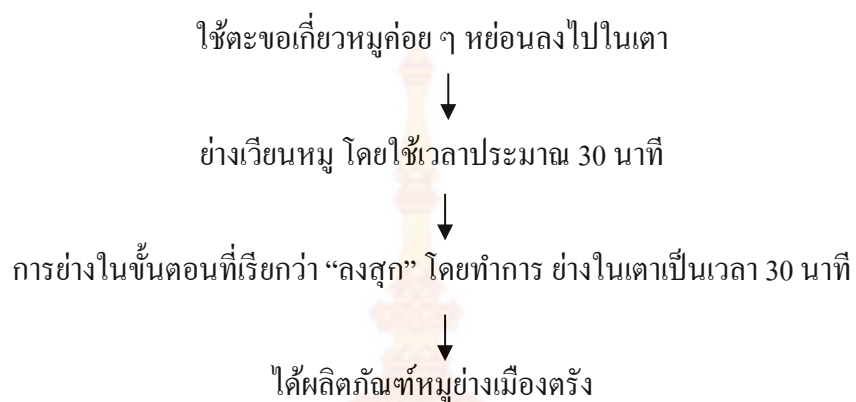 ใช้ตะขอเกี่ยวหมูค่อย ๆ หย่อนลงไปในเตา
ย่างเวียนหมู โดยใช้เวลาประมาณ 30 นาที
การย่างในขั้นตอนที่เรียกว่า “ลงสุก” โดยทำการ ย่างในเตาเป็นเวลา 30 นาที
ได้ผลิตภัณฑ์หมูย่างเมืองตรัง